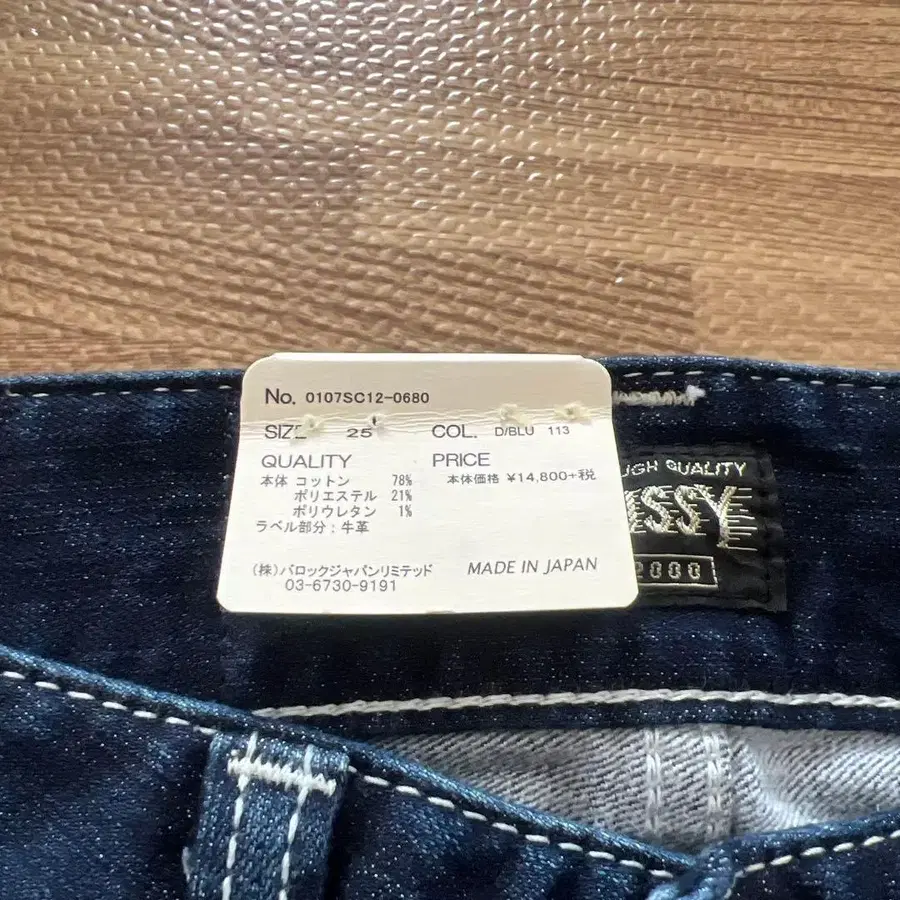 No. 0107SC12-0680
SIZE 25 COL. D/BLU 113
QUALITY PRICE
本体 コットン 78% 本体価格 ¥14,800+税
ポリエステル 21%
ポリウレタン 1%
ラベル部分:牛革
(株)バロックジャパンリミテッド MADE IN JAPAN
03-6730-9191
QUALITY
SSY
000